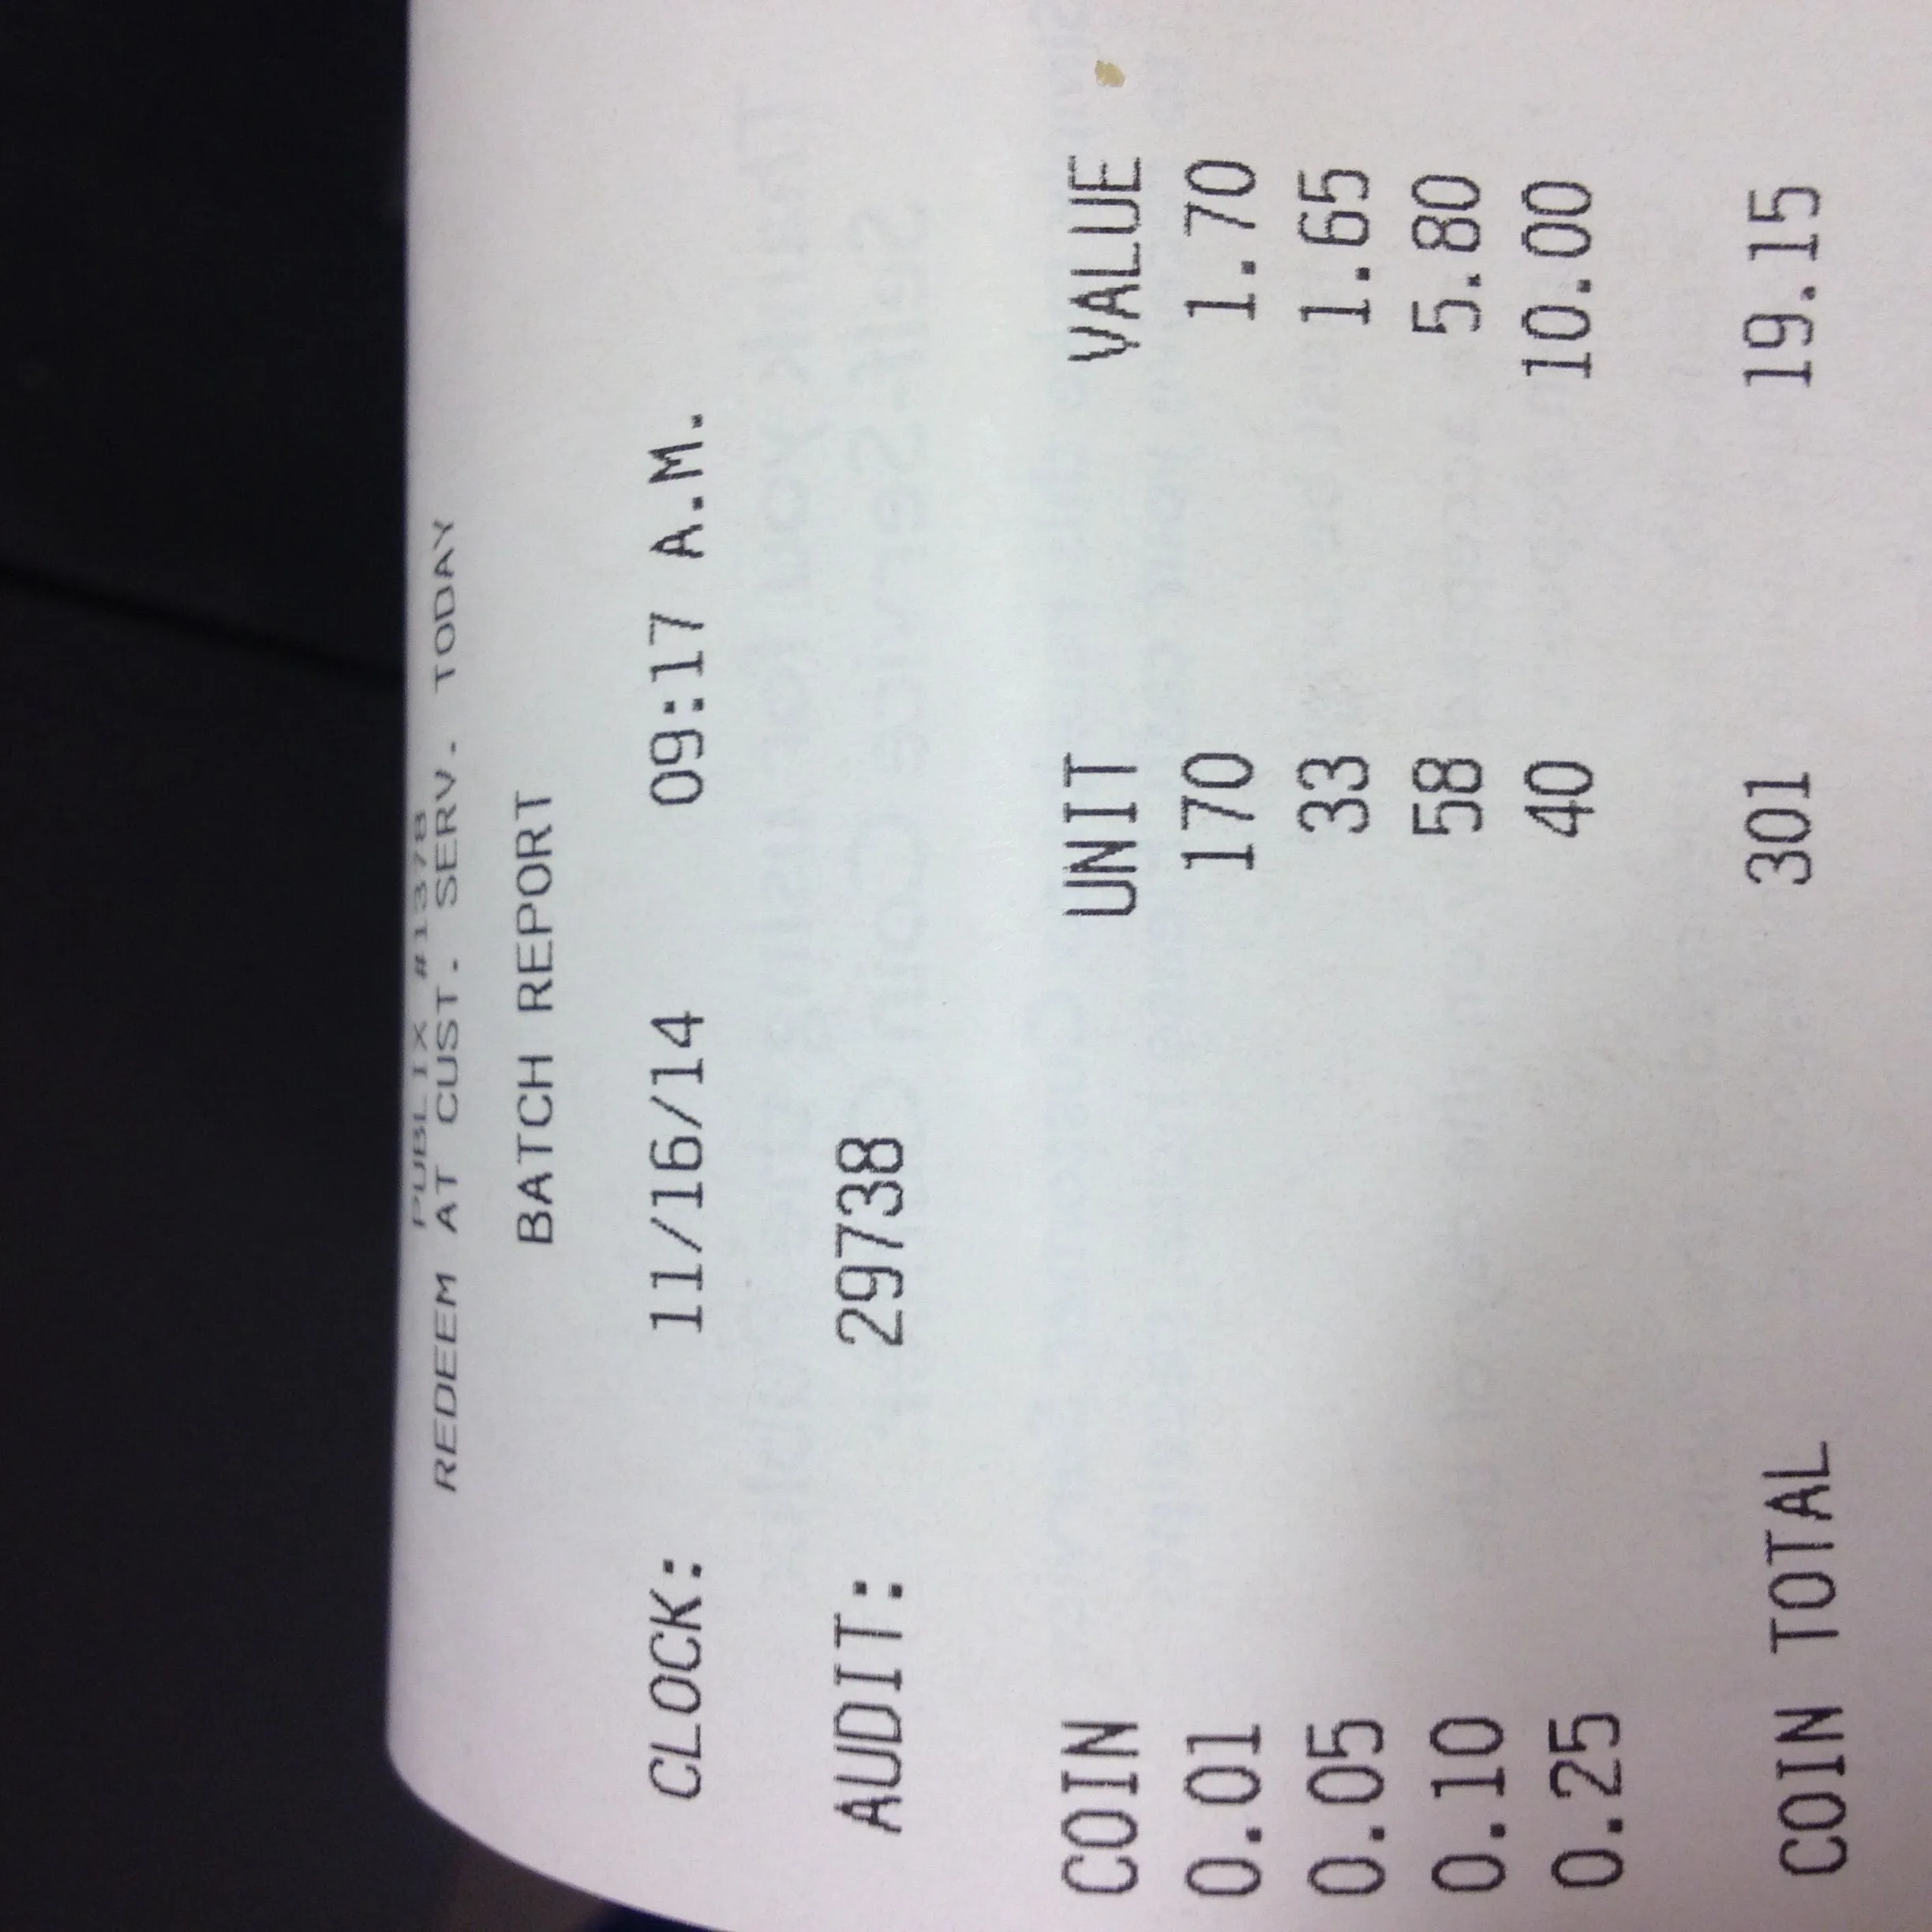 PUBLIX #1378
REDEEM AT CUST. SERV. TODAY
BATCH REPORT
CLOCK: 11/16/14 09:17 A.M.
AUDIT: 29738
COIN UNIT VALUE
0.01 170 1.70
0.05 33 1.65
0.10 58 5.80
0.25 40 10.00
COIN TOTAL 301 19.15